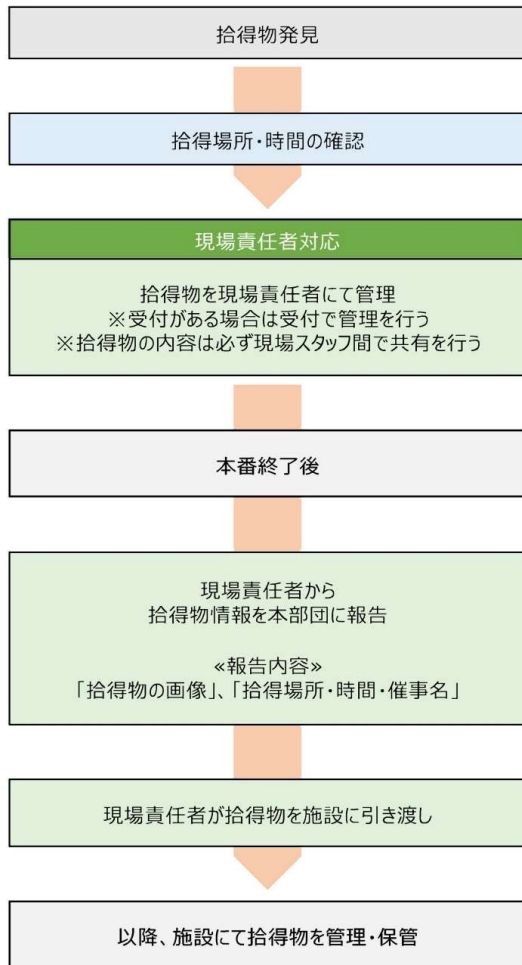 拾得物発見
拾得場所・時間の確認
現場責任者対応
拾得物を現場責任者にて管理
※受付がある場合は受付で管理を行う
※拾得物の内容は必ず現場スタッフ間で共有を行う
本番終了後
現場責任者から
拾得物情報を本部団に報告
≪報告内容≫
「拾得物の画像」、「拾得場所・時間・催事名」
現場責任者が拾得物を施設に引き渡し
以降、施設にて拾得物を管理・保管